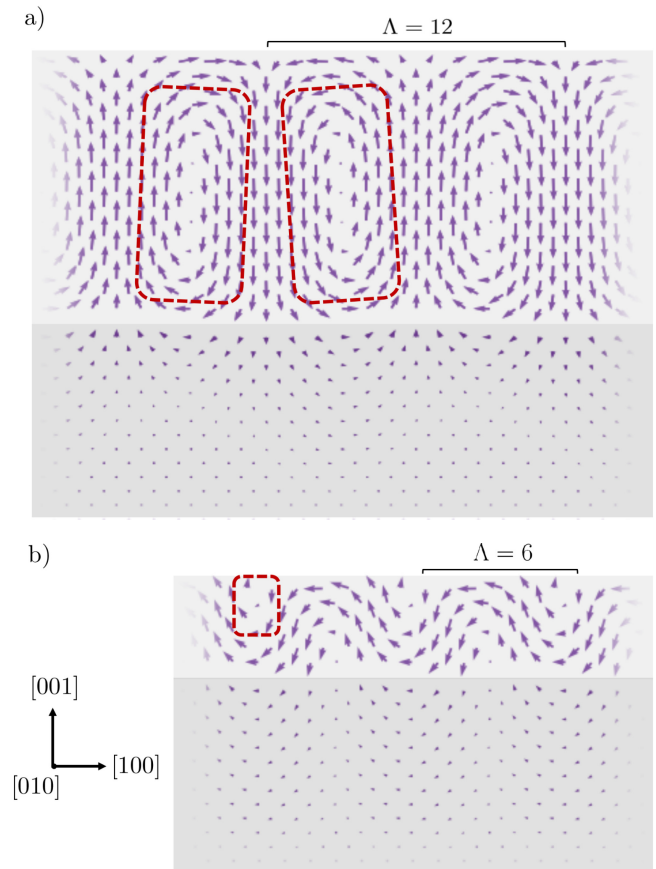 a)
Λ = 12
b)
Λ = 6
[001]
[100]
[010]